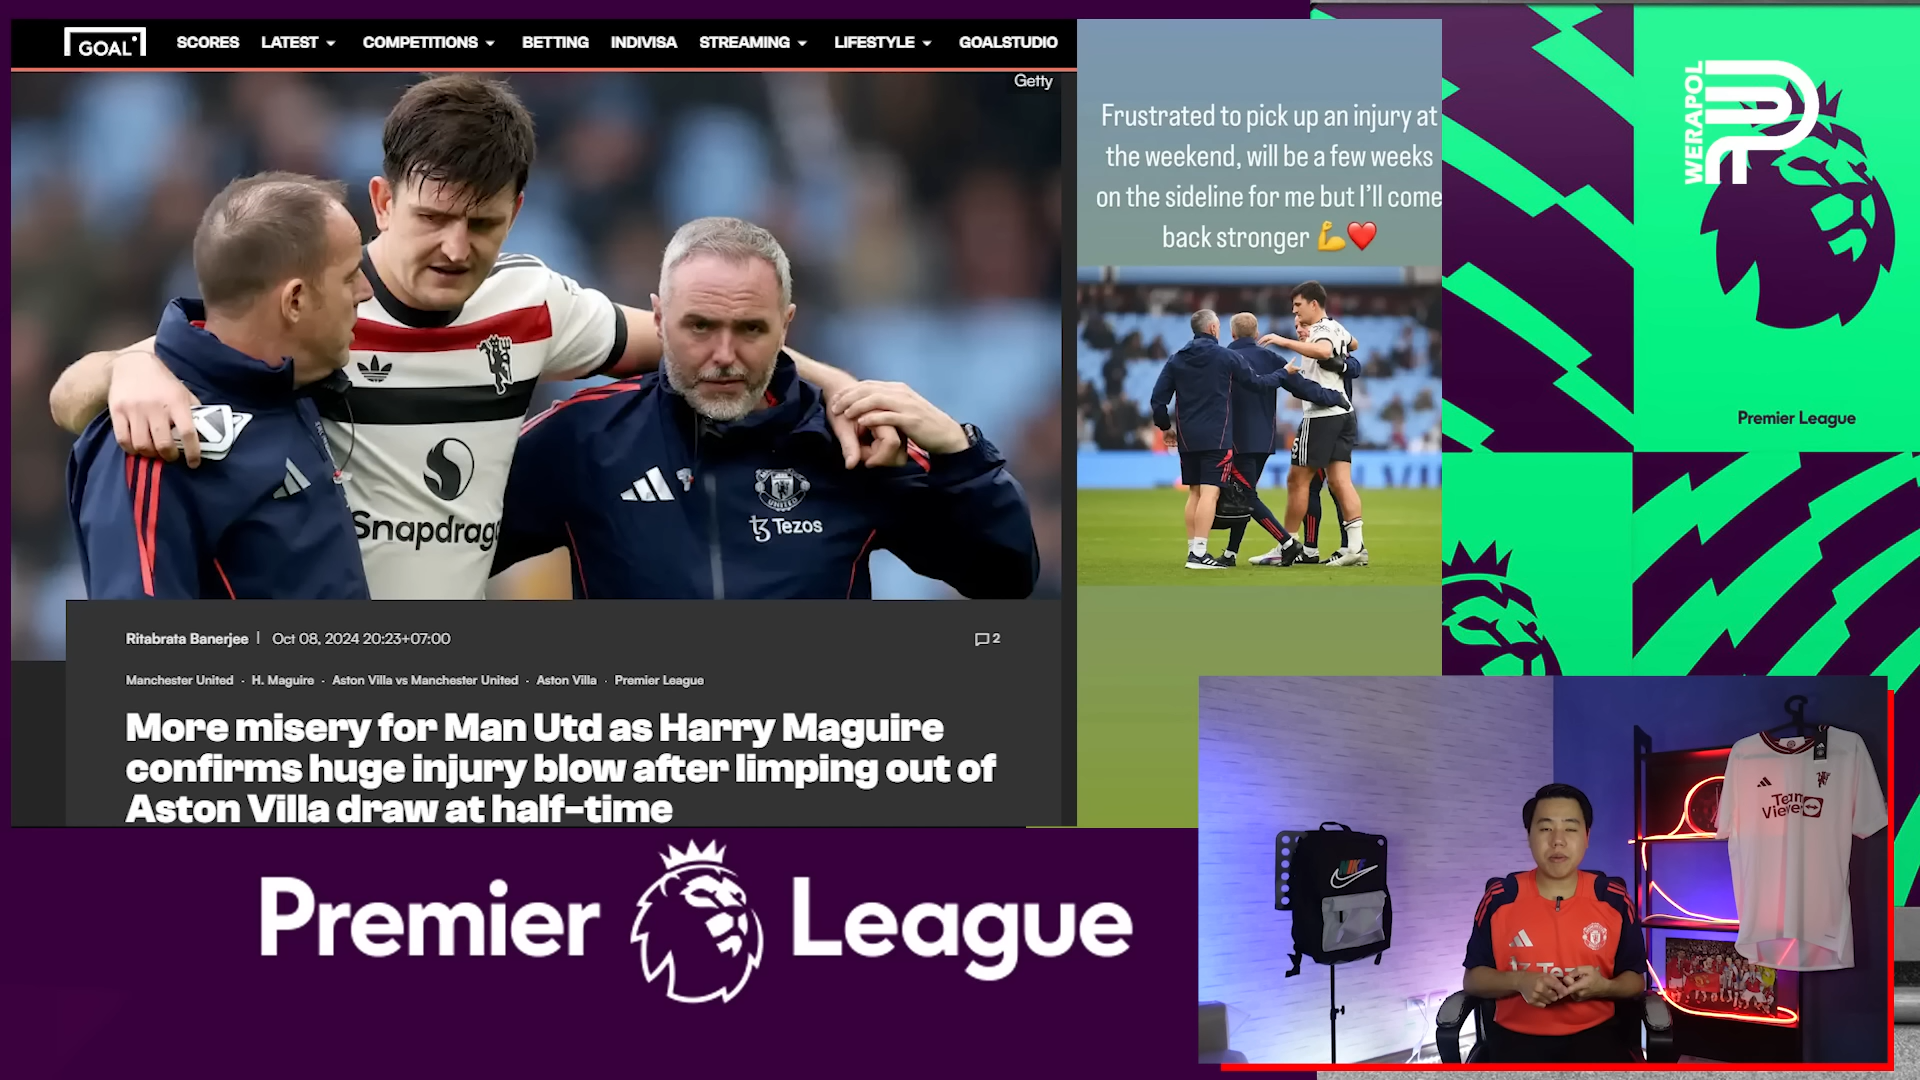 GOAL
SCORES LATEST COMPETITIONS BETTING INDIVISA STREAMING LIFESTYLE GOALSTUDIO
Getty
Snapdrag
UNITED
Tezos
Ritabrata Banerjee | Oct 08, 2024 20:23+07:00
2
Manchester United · H. Maguire · Aston Villa vs Manchester United · Aston Villa · Premier League
More misery for Man Utd as Harry Maguire
confirms huge injury blow after limping out of
Aston Villa draw at half-time
Frustrated to pick up an injury at
the weekend, will be a few weeks
on the sideline for me but I'll come
back stronger 💪❤️
WERAPOL
Premier League
Premier League
NIKE
Team
Viewer